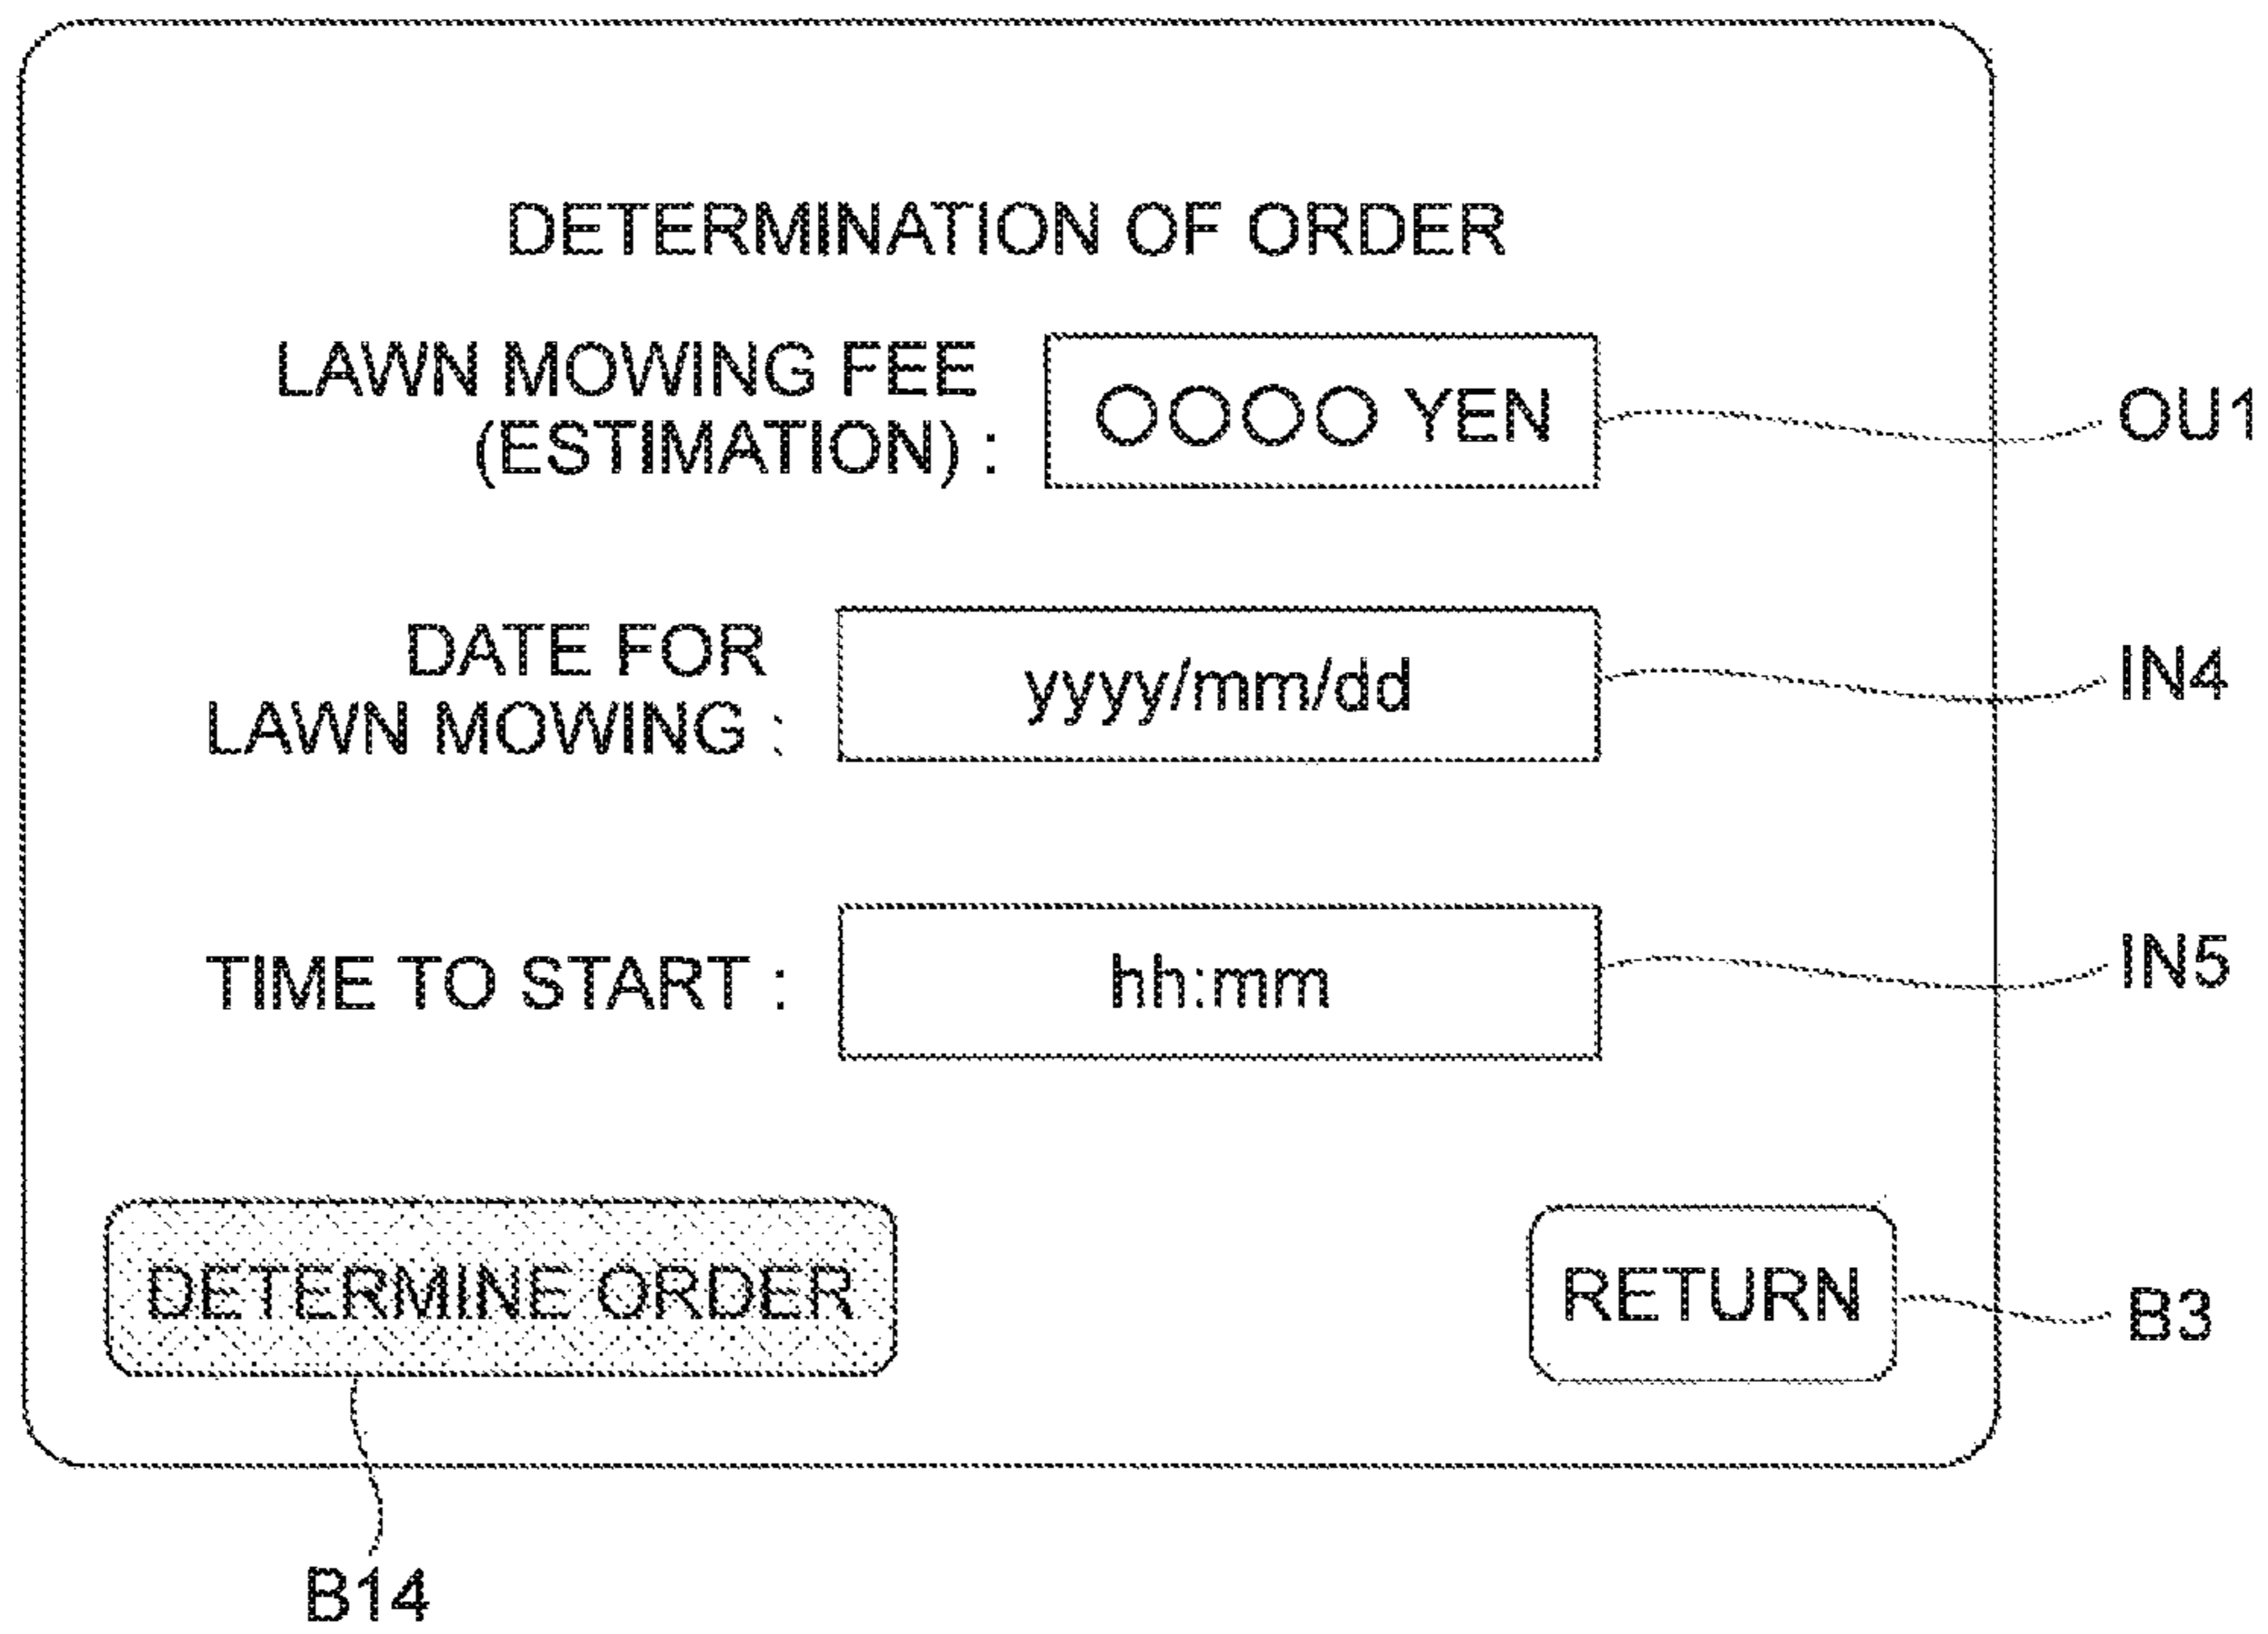 DETERMINATION OF ORDER
LAWN MOWING FEE
(ESTIMATION) :
○○○○ YEN
OU1
DATE FOR
LAWN MOWING :
yyyy/mm/dd
IN4
TIME TO START :
hh:mm
IN5
DETERMINE ORDER
RETURN
B3
B14